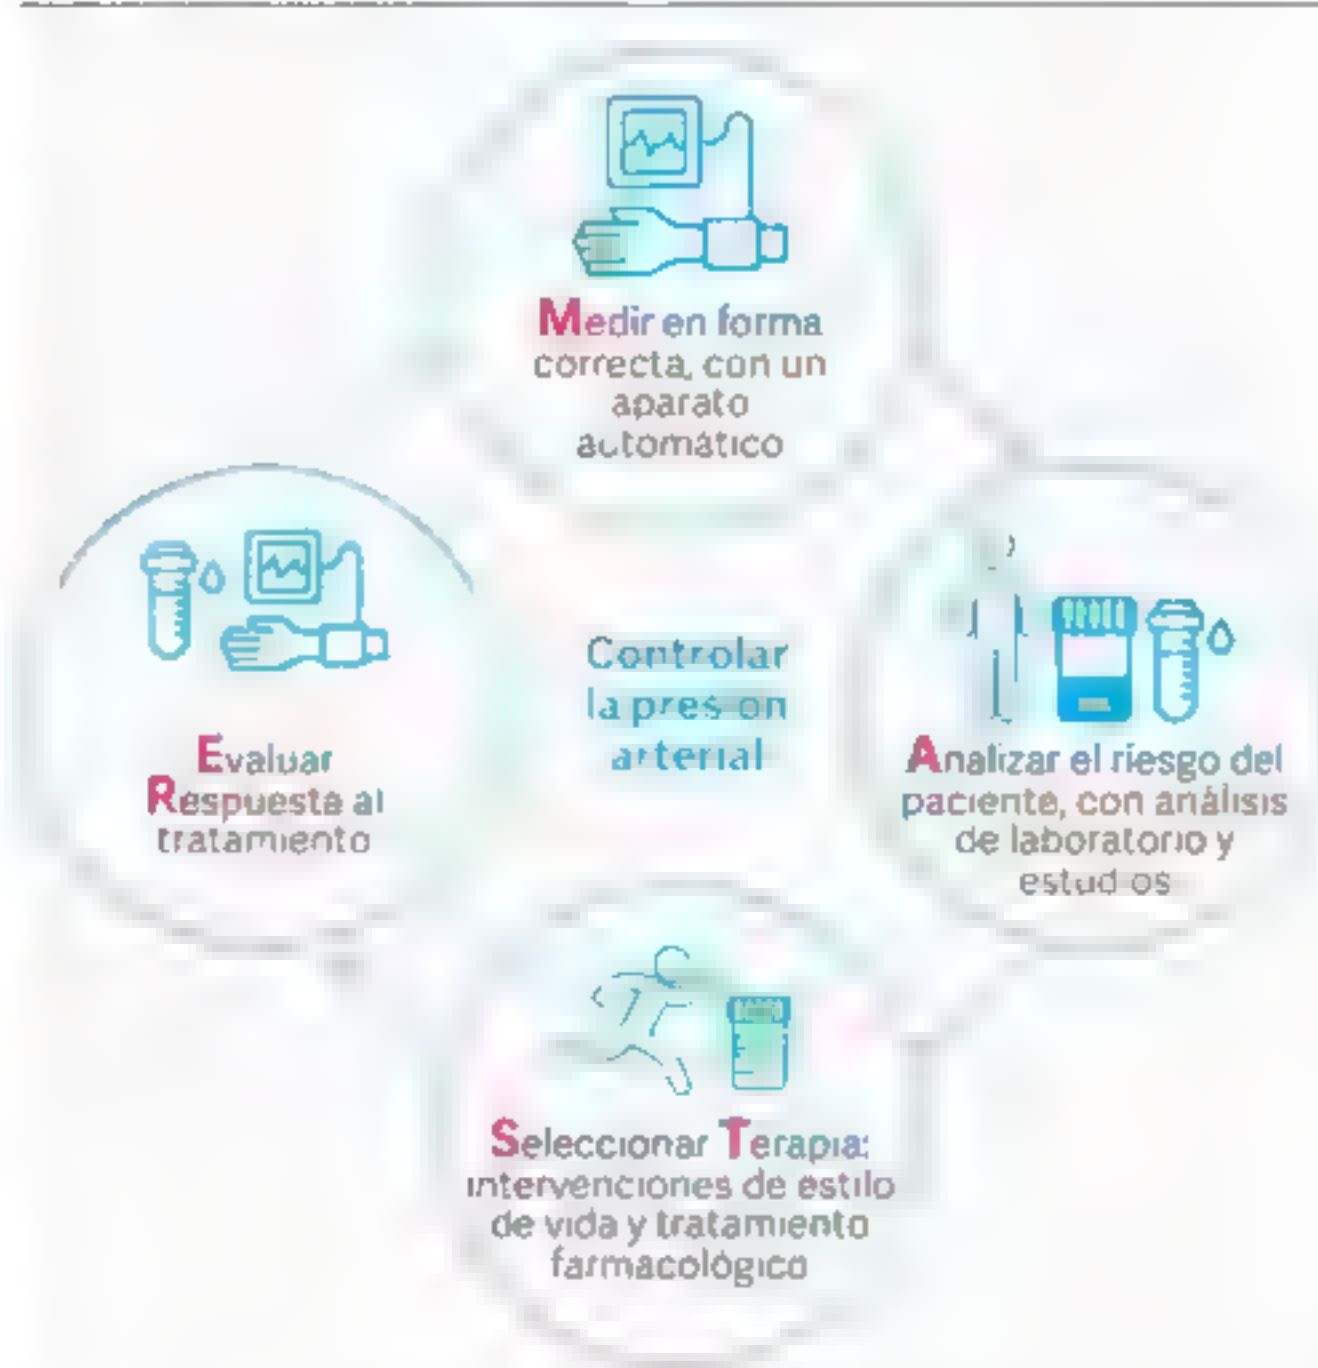 Medir en forma
correcta, con un
aparato
automático
Controlar
la presión
arterial
Evaluar
Respuesta al
tratamiento
Analizar el riesgo del
paciente, con análisis
de laboratorio y
estudios
Seleccionar Terapia:
intervenciones de estilo
de vida y tratamiento
farmacológico